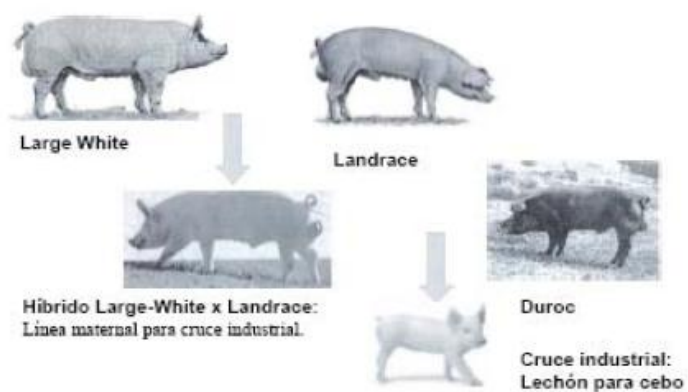 Large White
Landrace
Híbrido Large-White x Landrace:
Línea maternal para cruce industrial.
Duroc
Cruce industrial:
Lechón para cebo